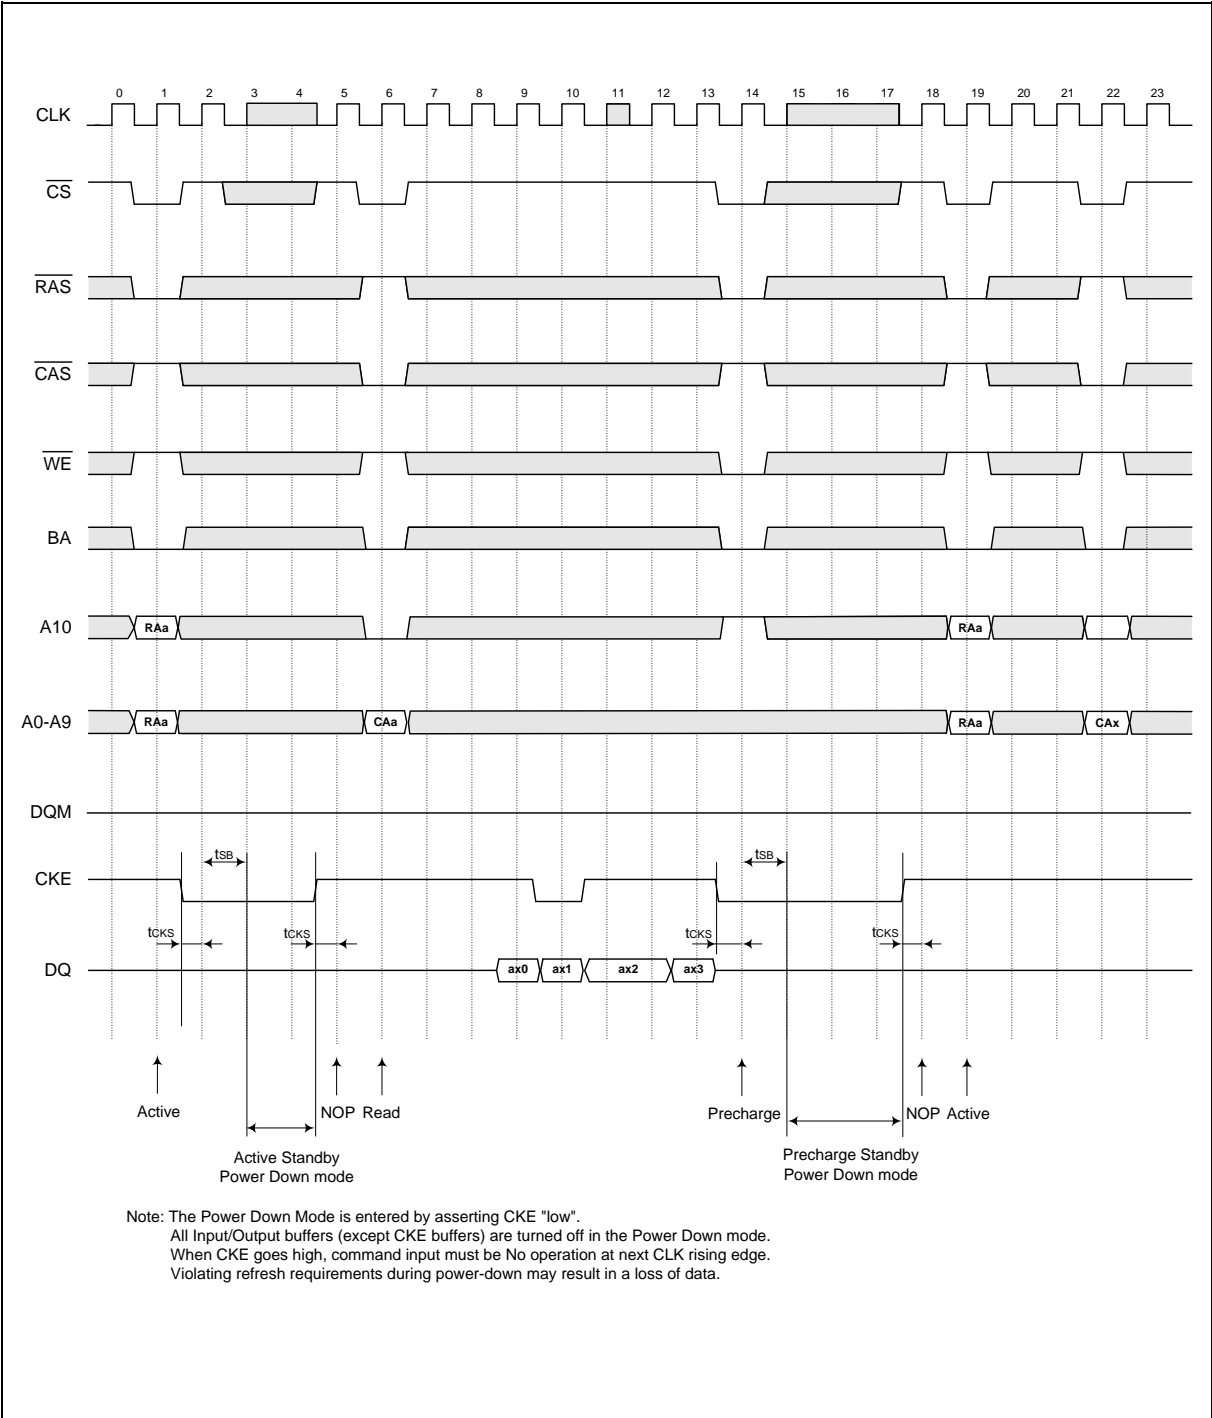 0 1 2 3 4 5 6 7 8 9 10 11 12 13 14 15 16 17 18 19 20 21 22 23
CLK
CS
RAS
CAS
WE
BA
A10 RAa RAa
A0-A9 RAa CAa RAa CAx
DQM
tSB tSB
CKE
tCKS tCKS tCKS tCKS
DQ ax0 ax1 ax2 ax3
Active NOP Read Precharge NOP Active
Active Standby
Power Down mode
Precharge Standby
Power Down mode
Note: The Power Down Mode is entered by asserting CKE "low".
All Input/Output buffers (except CKE buffers) are turned off in the Power Down mode.
When CKE goes high, command input must be No operation at next CLK rising edge.
Violating refresh requirements during power-down may result in a loss of data.